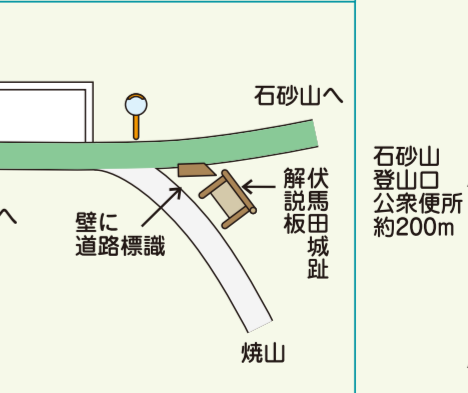 石砂山へ
へ
壁に
道路標識
伏馬田城趾
解説板
焼山
石砂山
登山口
公衆便所
約200m